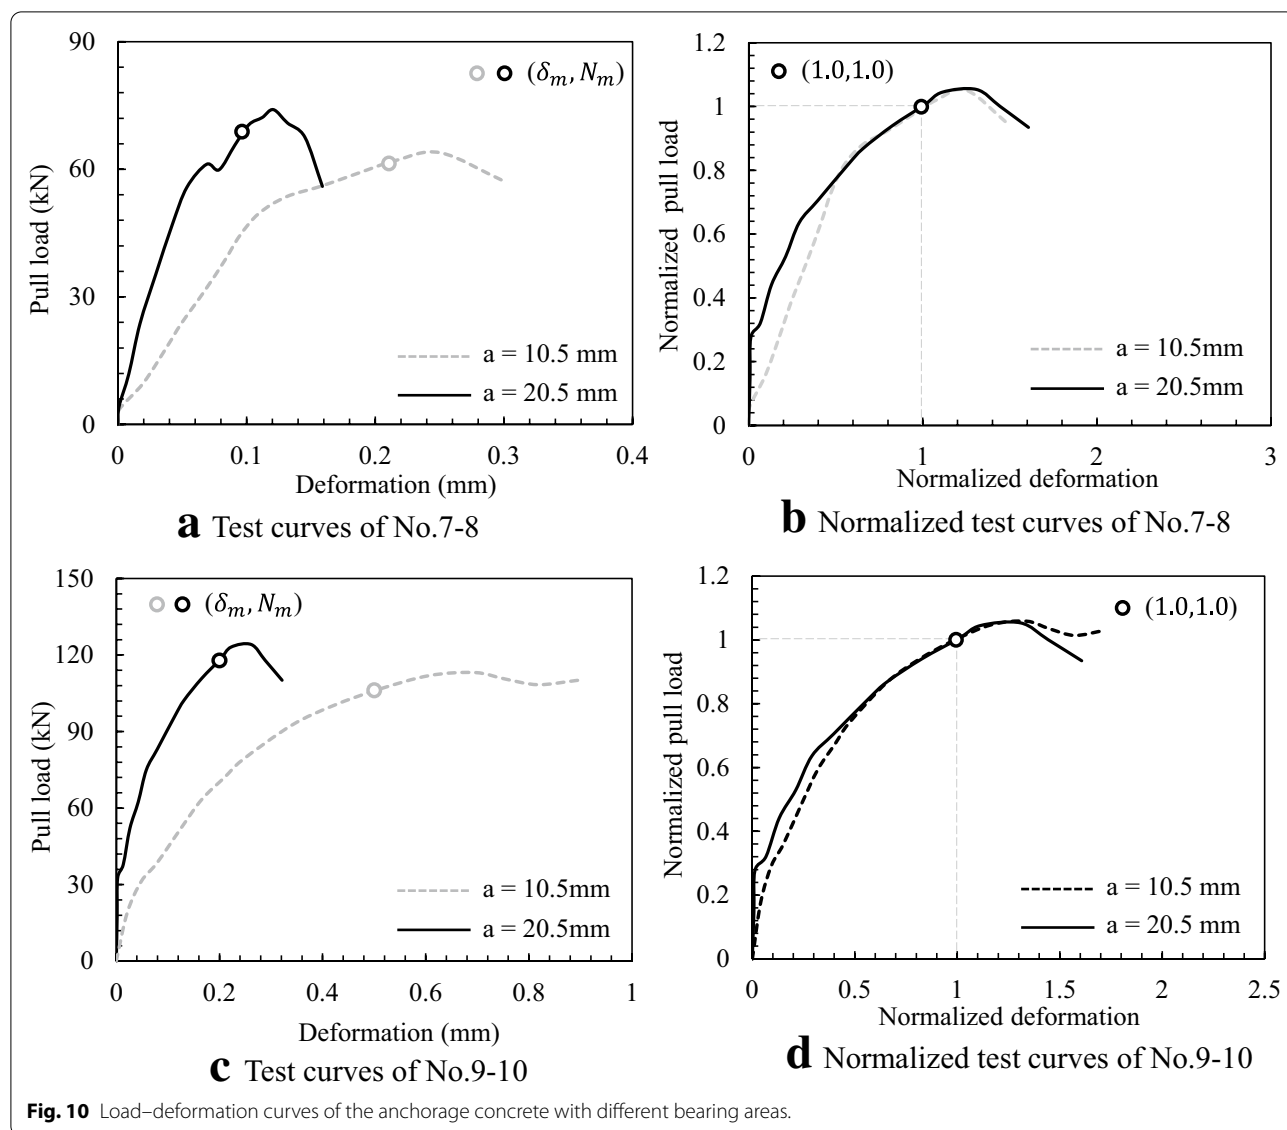 90
60
30
0
Pull load (kN)
(δₘ, Nₘ)
a = 10.5 mm
a = 20.5 mm
0 0.1 0.2 0.3 0.4
Deformation (mm)
a Test curves of No.7-8
1.2
1
0.8
0.6
0.4
0.2
0
Normalized pull load
(1.0,1.0)
a = 10.5mm
a = 20.5mm
0 1 2 3
Normalized deformation
b Normalized test curves of No.7-8
150
120
90
60
30
0
Pull load (kN)
(δₘ, Nₘ)
a = 10.5mm
a = 20.5mm
0 0.2 0.4 0.6 0.8 1
Deformation (mm)
c Test curves of No.9-10
1.2
1
0.8
0.6
0.4
0.2
0
Normalized pull load
(1.0,1.0)
a = 10.5 mm
a = 20.5 mm
0 0.5 1 1.5 2 2.5
Normalized deformation
d Normalized test curves of No.9-10
Fig. 10 Load–deformation curves of the anchorage concrete with different bearing areas.